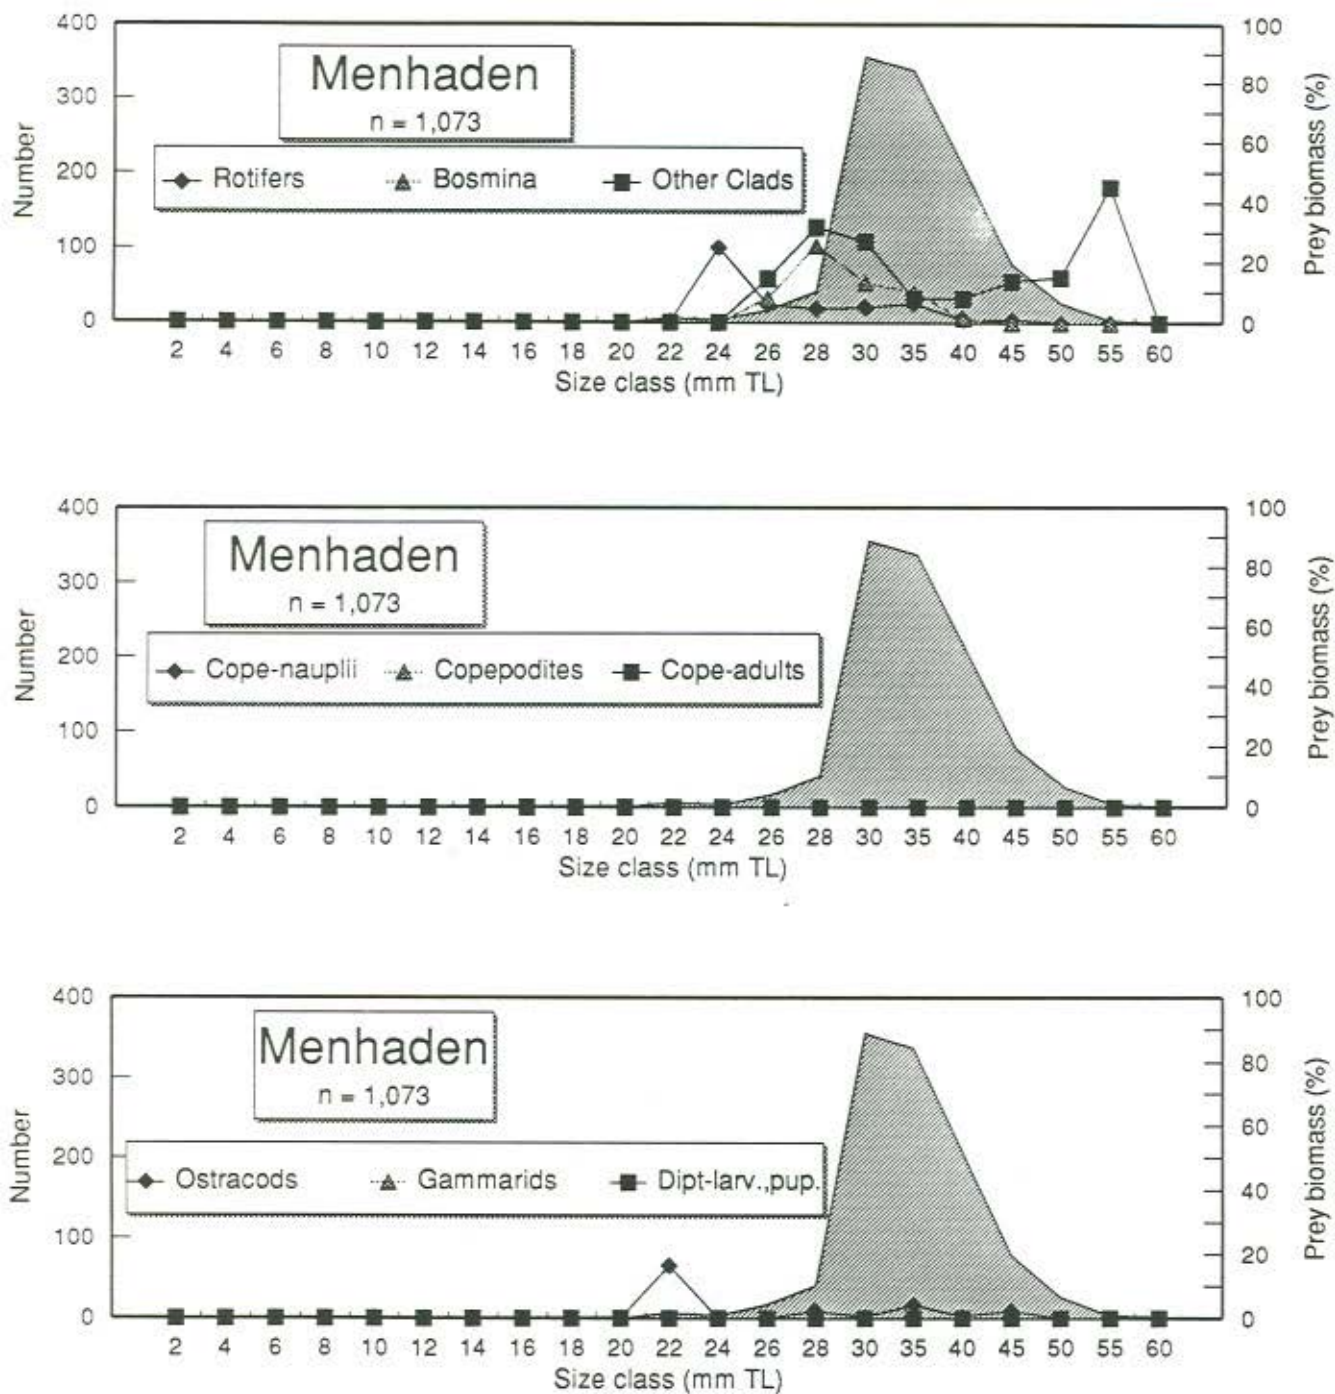 400
300
200
100
0
Number
Menhaden
n = 1,073
Rotifers Bosmina Other Clads
100
80
60
40
20
0
Prey biomass (%)
2 4 6 8 10 12 14 16 18 20 22 24 26 28 30 35 40 45 50 55 60
Size class (mm TL)
400
300
200
100
0
Number
Menhaden
n = 1,073
Cope-nauplii Copepodites Cope-adults
100
80
60
40
20
0
Prey biomass (%)
2 4 6 8 10 12 14 16 18 20 22 24 26 28 30 35 40 45 50 55 60
Size class (mm TL)
400
300
200
100
0
Number
Menhaden
n = 1,073
Ostracods Gammarids Dipt-larv.,pup.
100
80
60
40
20
0
Prey biomass (%)
2 4 6 8 10 12 14 16 18 20 22 24 26 28 30 35 40 45 50 55 60
Size class (mm TL)